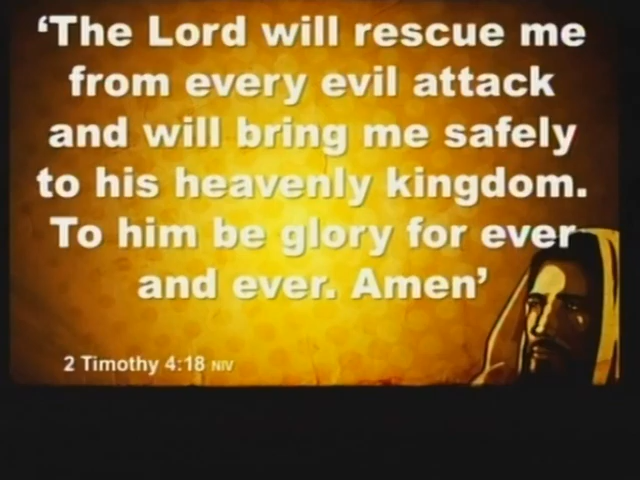 ‘The Lord will rescue me
from every evil attack
and will bring me safely
to his heavenly kingdom.
To him be glory for ever
and ever. Amen’
2 Timothy 4:18 NIV